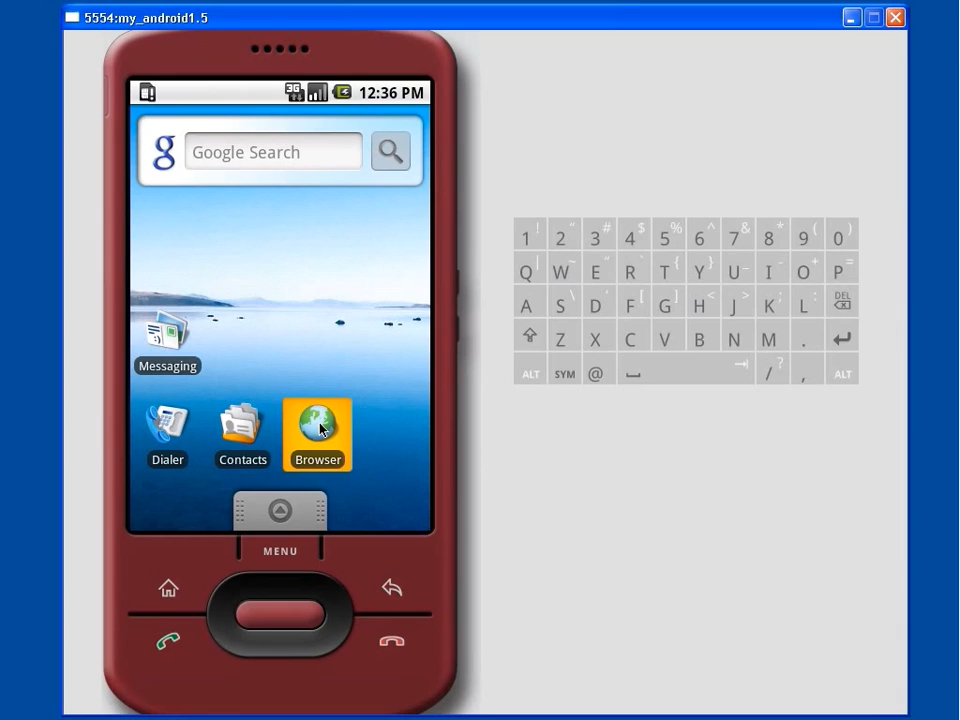 5554:my_android1.5
3G 12:36 PM
g Google Search
Messaging
Dialer Contacts Browser
MENU
1 ! 2 " 3 # 4 $ 5 % 6 ^ 7 & 8 * 9 ( 0 )
Q | W ~ E " R ` T { Y } U _ I - O + P =
A S \ D ' F [ G ] H < J > K ; L : DEL
Z X C V B N M .
ALT SYM @ / ? , ALT